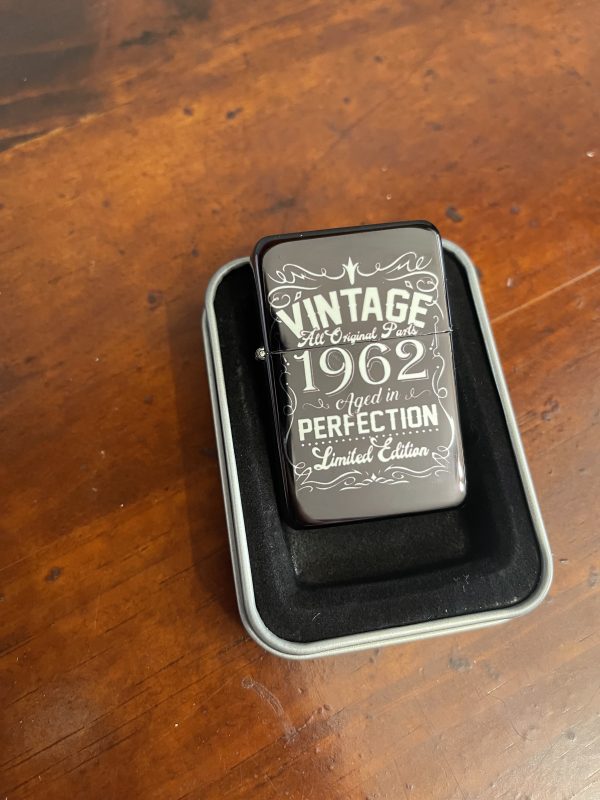 VINTAGE
All Original Parts
1962
Aged in
PERFECTION
Limited Edition